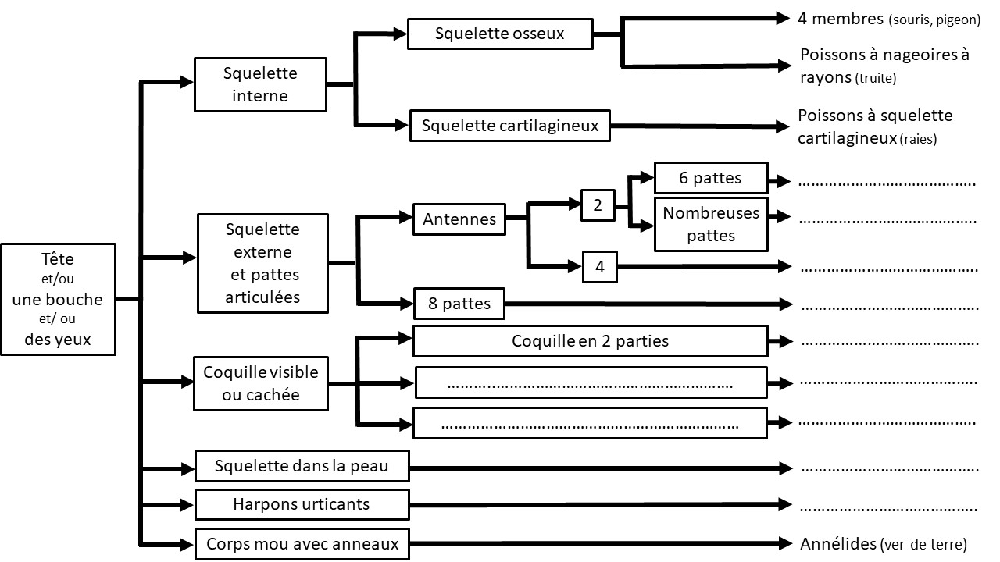 Tête
et/ou
une bouche
et/ ou
des yeux
Squelette
interne
Squelette osseux
4 membres (souris, pigeon)
Poissons à nageoires à
rayons (truite)
Squelette cartilagineux
Poissons à squelette
cartilagineux (raies)
Squelette
externe
et pattes
articulées
Antennes
2
6 pattes
…………………………………..
Nombreuses
pattes
…………………………………..
4
…………………………………..
8 pattes
…………………………………..
Coquille visible
ou cachée
Coquille en 2 parties
…………………………………..
……………………………………………………….
…………………………………..
…………………………………………………………
…………………………………..
Squelette dans la peau
…………………………………..
Harpons urticants
…………………………………..
Corps mou avec anneaux
Annélides (ver de terre)